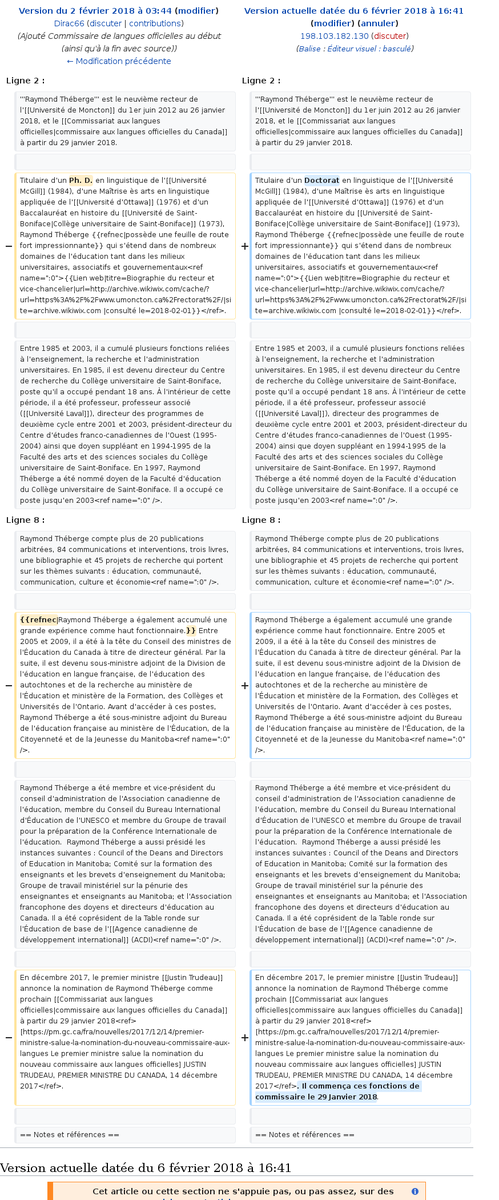 Version du 2 février 2018 à 03:44 (modifier)
Dirac66 (discuter | contributions)
(Ajouté Commissaire de langues officielles au début
(ainsi qu'à la fin avec source))
← Modification précédente
Version actuelle datée du 6 février 2018 à 16:41
(modifier) (annuler)
198.103.182.130 (discuter)
(Balise : Éditeur visuel : basculé)
Ligne 2 :
Ligne 2 :
'''Raymond Théberge''' est le neuvième recteur de
l'[[Université de Moncton]] du 1er juin 2012 au 26 janvier
2018, et le [[Commissariat aux langues
officielles|commissaire aux langues officielles du Canada]]
à partir du 29 janvier 2018.
'''Raymond Théberge''' est le neuvième recteur de
l'[[Université de Moncton]] du 1er juin 2012 au 26 janvier
2018, et le [[Commissariat aux langues
officielles|commissaire aux langues officielles du Canada]]
à partir du 29 janvier 2018.
−
Titulaire d'un Ph. D. en linguistique de l'[[Université
McGill]] (1984), d'une Maîtrise ès arts en linguistique
appliquée de l'[[Université d'Ottawa]] (1976) et d'un
Baccalauréat en histoire du [[Université de Saint-
Boniface|Collège universitaire de Saint-Boniface]] (1973),
Raymond Théberge {{refnec|possède une feuille de route
fort impressionnante}} qui s'étend dans de nombreux
domaines de l'éducation tant dans les milieux
universitaires, associatifs et gouvernementaux<ref
name=":0">{{Lien web|titre=Biographie du recteur et
vice-chancelier|url=http://archive.wikiwix.com/cache/?
url=https%3A%2F%2Fwww.umoncton.ca%2Frectorat%2F/|si
te=archive.wikiwix.com |consulté le=2018-02-01}}</ref>.
+
Titulaire d'un Doctorat en linguistique de l'[[Université
McGill]] (1984), d'une Maîtrise ès arts en linguistique
appliquée de l'[[Université d'Ottawa]] (1976) et d'un
Baccalauréat en histoire du [[Université de Saint-
Boniface|Collège universitaire de Saint-Boniface]] (1973),
Raymond Théberge {{refnec|possède une feuille de route
fort impressionnante}} qui s'étend dans de nombreux
domaines de l'éducation tant dans les milieux
universitaires, associatifs et gouvernementaux<ref
name=":0">{{Lien web|titre=Biographie du recteur et
vice-chancelier|url=http://archive.wikiwix.com/cache/?
url=https%3A%2F%2Fwww.umoncton.ca%2Frectorat%2F/|si
te=archive.wikiwix.com |consulté le=2018-02-01}}</ref>.
Entre 1985 et 2003, il a cumulé plusieurs fonctions reliées
à l'enseignement, la recherche et l'administration
universitaires. En 1985, il est devenu directeur du Centre
de recherche du Collège universitaire de Saint-Boniface,
poste qu'il a occupé pendant 18 ans. À l'intérieur de cette
période, il a été professeur, professeur associé
([[Université Laval]]), directeur des programmes de
deuxième cycle entre 2001 et 2003, président-directeur du
Centre d'études franco-canadiennes de l'Ouest (1995-
2004) ainsi que doyen suppléant en 1994-1995 de la
Faculté des arts et des sciences sociales du Collège
universitaire de Saint-Boniface. En 1997, Raymond
Théberge a été nommé doyen de la Faculté d'éducation
du Collège universitaire de Saint-Boniface. Il a occupé ce
poste jusqu'en 2003<ref name=":0" />.
Entre 1985 et 2003, il a cumulé plusieurs fonctions reliées
à l'enseignement, la recherche et l'administration
universitaires. En 1985, il est devenu directeur du Centre
de recherche du Collège universitaire de Saint-Boniface,
poste qu'il a occupé pendant 18 ans. À l'intérieur de cette
période, il a été professeur, professeur associé
([[Université Laval]]), directeur des programmes de
deuxième cycle entre 2001 et 2003, président-directeur du
Centre d'études franco-canadiennes de l'Ouest (1995-
2004) ainsi que doyen suppléant en 1994-1995 de la
Faculté des arts et des sciences sociales du Collège
universitaire de Saint-Boniface. En 1997, Raymond
Théberge a été nommé doyen de la Faculté d'éducation
du Collège universitaire de Saint-Boniface. Il a occupé ce
poste jusqu'en 2003<ref name=":0" />.
Ligne 8 :
Ligne 8 :
Raymond Théberge compte plus de 20 publications
arbitrées, 84 communications et interventions, trois livres,
une bibliographie et 45 projets de recherche qui portent
sur les thèmes suivants : éducation, communauté,
communication, culture et économie<ref name=":0" />.
Raymond Théberge compte plus de 20 publications
arbitrées, 84 communications et interventions, trois livres,
une bibliographie et 45 projets de recherche qui portent
sur les thèmes suivants : éducation, communauté,
communication, culture et économie<ref name=":0" />.
−
{{refnec|Raymond Théberge a également accumulé une
grande expérience comme haut fonctionnaire.}} Entre
2005 et 2009, il a été à la tête du Conseil des ministres de
l'Éducation du Canada à titre de directeur général. Par la
suite, il est devenu sous-ministre adjoint de la Division de
l'éducation en langue française, de l'éducation des
autochtones et de la recherche au ministère de
l'Éducation et ministère de la Formation, des Collèges et
Universités de l'Ontario. Avant d'accéder à ces postes,
Raymond Théberge a été sous-ministre adjoint du Bureau
de l'éducation française au ministère de l'Éducation, de la
Citoyenneté et de la Jeunesse du Manitoba<ref name=":0"
/>.
+
Raymond Théberge a également accumulé une grande
expérience comme haut fonctionnaire. Entre 2005 et
2009, il a été à la tête du Conseil des ministres de
l'Éducation du Canada à titre de directeur général. Par la
suite, il est devenu sous-ministre adjoint de la Division de
l'éducation en langue française, de l'éducation des
autochtones et de la recherche au ministère de
l'Éducation et ministère de la Formation, des Collèges et
Universités de l'Ontario. Avant d'accéder à ces postes,
Raymond Théberge a été sous-ministre adjoint du Bureau
de l'éducation française au ministère de l'Éducation, de la
Citoyenneté et de la Jeunesse du Manitoba<ref name=":0"
/>.
Raymond Théberge a été membre et vice-président du
conseil d'administration de l'Association canadienne de
l'éducation, membre du Conseil du Bureau International
d'Éducation de l'UNESCO et membre du Groupe de travail
pour la préparation de la Conférence Internationale de
l'éducation.  Raymond Théberge a aussi présidé les
instances suivantes : Council of the Deans and Directors
of Education in Manitoba; Comité sur la formation des
enseignants et les brevets d'enseignement du Manitoba;
Groupe de travail ministériel sur la pénurie des
enseignantes et enseignants au Manitoba; et l'Association
francophone des doyens et directeurs d'éducation au
Canada. Il a été coprésident de la Table ronde sur
l'Éducation de base de l'[[Agence canadienne de
développement international]] (ACDI)<ref name=":0" />.
Raymond Théberge a été membre et vice-président du
conseil d'administration de l'Association canadienne de
l'éducation, membre du Conseil du Bureau International
d'Éducation de l'UNESCO et membre du Groupe de travail
pour la préparation de la Conférence Internationale de
l'éducation.  Raymond Théberge a aussi présidé les
instances suivantes : Council of the Deans and Directors
of Education in Manitoba; Comité sur la formation des
enseignants et les brevets d'enseignement du Manitoba;
Groupe de travail ministériel sur la pénurie des
enseignantes et enseignants au Manitoba; et l'Association
francophone des doyens et directeurs d'éducation au
Canada. Il a été coprésident de la Table ronde sur
l'Éducation de base de l'[[Agence canadienne de
développement international]] (ACDI)<ref name=":0" />.
−
En décembre 2017, le premier ministre [[Justin Trudeau]]
annonce la nomination de Raymond Théberge comme
prochain [[Commissariat aux langues
officielles|commissaire aux langues officielles du Canada]]
à partir du 29 janvier 2018<ref>
[https://pm.gc.ca/fra/nouvelles/2017/12/14/premier-
ministre-salue-la-nomination-du-nouveau-commissaire-aux-
langues Le premier ministre salue la nomination du
nouveau commissaire aux langues officielles] JUSTIN
TRUDEAU, PREMIER MINISTRE DU CANADA, 14 décembre
2017</ref>.
+
En décembre 2017, le premier ministre [[Justin Trudeau]]
annonce la nomination de Raymond Théberge comme
prochain [[Commissariat aux langues
officielles|commissaire aux langues officielles du Canada]]
à partir du 29 janvier 2018<ref>
[https://pm.gc.ca/fra/nouvelles/2017/12/14/premier-
ministre-salue-la-nomination-du-nouveau-commissaire-aux-
langues Le premier ministre salue la nomination du
nouveau commissaire aux langues officielles] JUSTIN
TRUDEAU, PREMIER MINISTRE DU CANADA, 14 décembre
2017</ref>. Il commença ces fonctions de
commissaire le 29 Janvier 2018.
== Notes et références ==
== Notes et références ==
Version actuelle datée du 6 février 2018 à 16:41
Cet article ou cette section ne s'appuie pas, ou pas assez, sur des